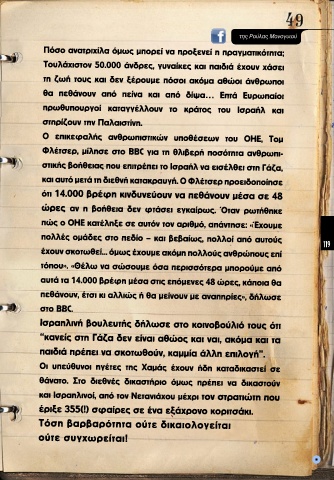 49
της Ρούλας Μονογυιού
Πόσο ανατριχίλα όμως μπορεί να προξενεί η πραγματικότητα;
Τουλάχιστον 50.000 άνδρες, γυναίκες και παιδιά έχουν χάσει
τη ζωή τους και δεν ξέρουμε πόσοι ακόμα αθώοι άνθρωποι
θα πεθάνουν από πείνα και από δίψα... Επτά Ευρωπαίοι
πρωθυπουργοί καταγγέλλουν το κράτος του Ισραήλ και
στηρίζουν την Παλαιστίνη.
Ο επικεφαλής ανθρωπιστικών υποθέσεων του ΟΗΕ, Τομ
Φλέτσερ, μίλησε στο BBC για τη θλιβερή ποσότητα ανθρωπι-
στικής βοήθειας που επιτρέπει το Ισραήλ να εισέλθει στη Γάζα,
και αυτό μετά τη διεθνή κατακραυγή. Ο Φλέτσερ προειδοποίησε
ότι 14.000 βρέφη κινδυνεύουν να πεθάνουν μέσα σε 48
ώρες αν η βοήθεια δεν φτάσει εγκαίρως. Όταν ρωτήθηκε
πώς ο ΟΗΕ κατέληξε σε αυτόν τον αριθμό, απάντησε: «Έχουμε
πολλές ομάδες στο πεδίο – και βεβαίως, πολλοί από αυτούς
έχουν σκοτωθεί... όμως έχουμε ακόμη πολλούς ανθρώπους επί
τόπου». «Θέλω να σώσουμε όσα περισσότερα μπορούμε από
αυτά τα 14.000 βρέφη μέσα στις επόμενες 48 ώρες, κάποια θα
πεθάνουν, έτσι κι αλλιώς ή θα μείνουν με αναπηρίες», δήλωσε
στο BBC.
Ισραηλινή βουλευτής δήλωσε στο κοινοβούλιό τους ότι
“κανείς στη Γάζα δεν είναι αθώος και ναι, ακόμα και τα
παιδιά πρέπει να σκοτωθούν, καμμία άλλη επιλογή”.
Οι υπεύθυνοι ηγέτες της Χαμάς έχουν ήδη καταδικαστεί σε
θάνατο. Στο διεθνές δικαστήριο όμως πρέπει να δικαστούν
και Ισραηλινοί, από τον Νετανιάχου μέχρι τον στρατιώτη που
έριξε 355(!) σφαίρες σε ένα εξάχρονο κοριτσάκι.
Τόση βαρβαρότητα ούτε δικαιολογείται
ούτε συγχωρείται!
119